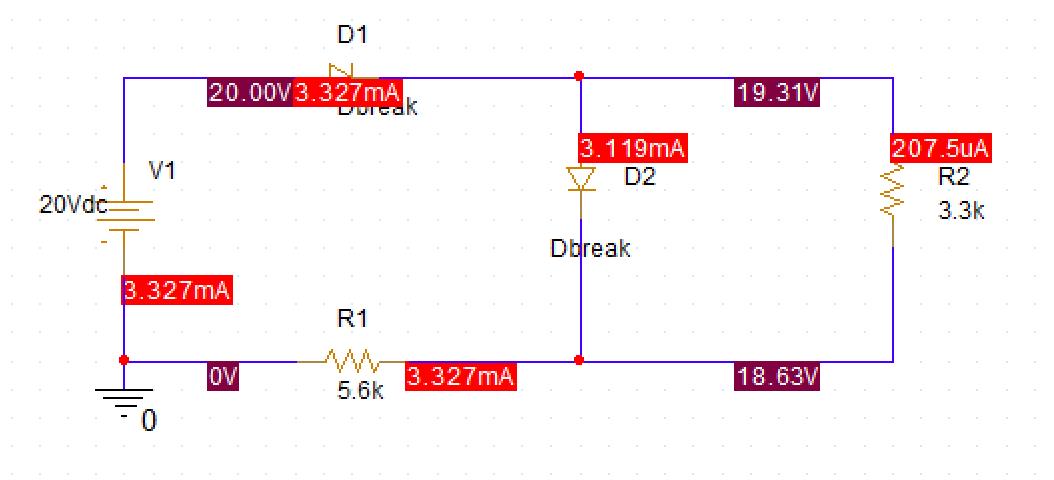 D1
20.00V
3.327mA
19.31V
Dbreak
3.119mA
207.5uA
V1
D2
R2
20Vdc
3.3k
Dbreak
3.327mA
R1
0V
3.327mA
18.63V
5.6k
0